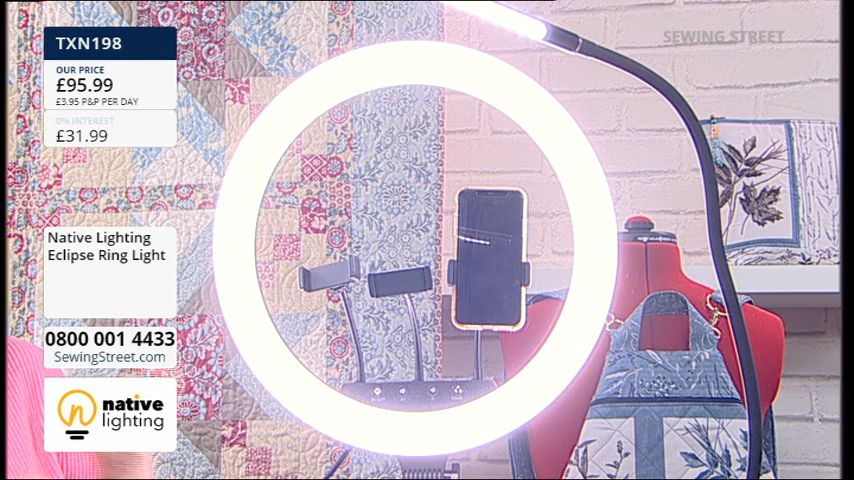 TXN198
OUR PRICE
£95.99
£3.95 P&P PER DAY
0% INTEREST
£31.99
Native Lighting
Eclipse Ring Light
0800 001 4433
SewingStreet.com
native
lighting
SEWING STREET